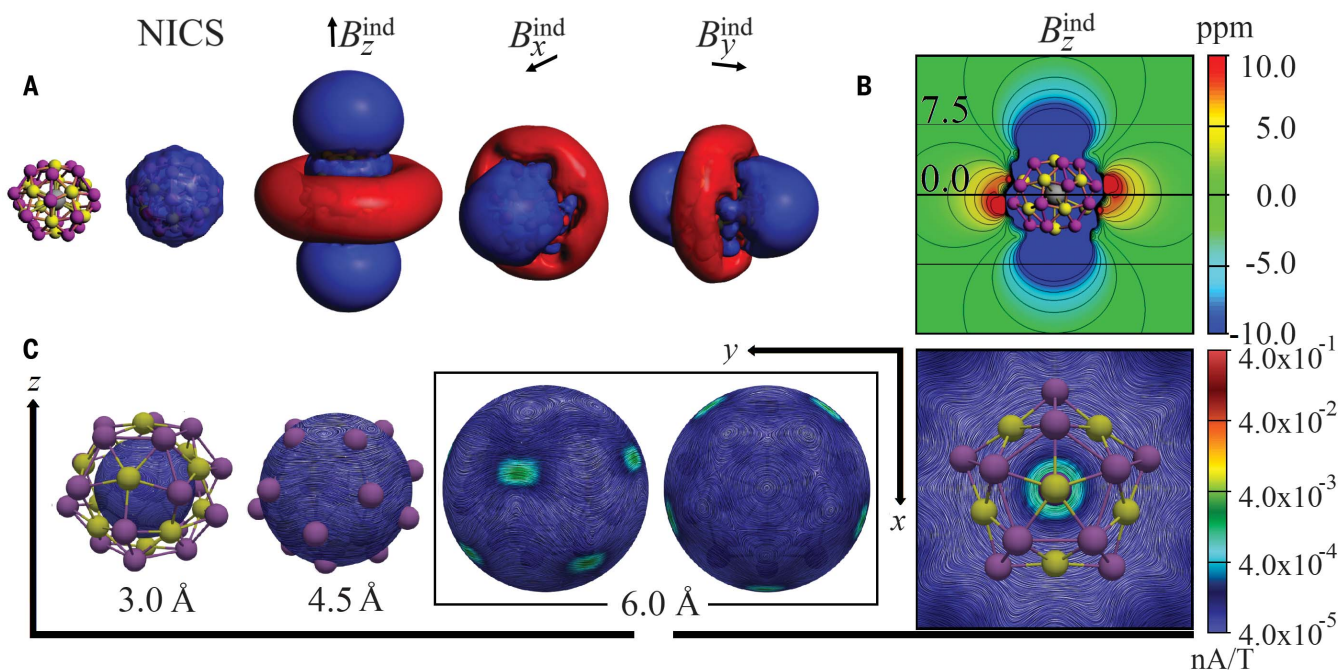 NICS B_z^ind B_x^ind B_y^ind B_z^ind ppm
A B
7.5
0.0
10.0
5.0
0.0
-5.0
-10.0
C
z
y
x
3.0 Å 4.5 Å 6.0 Å
4.0x10^-1
4.0x10^-2
4.0x10^-3
4.0x10^-4
4.0x10^-5
nA/T